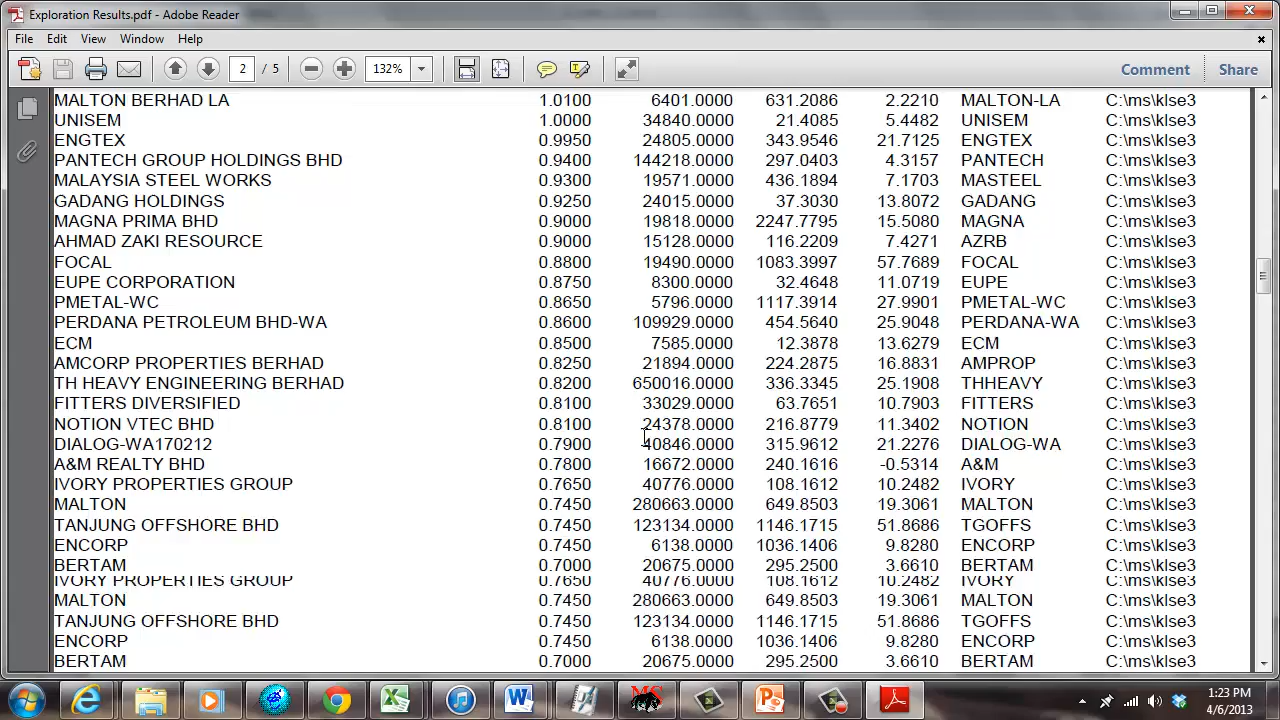 Exploration Results.pdf - Adobe Reader
File Edit View Window Help
2 / 5 132% Comment Share
MALTON BERHAD LA 1.0100 6401.0000 631.2086 2.2210 MALTON-LA C:\ms\klse3
UNISEM 1.0000 34840.0000 21.4085 5.4482 UNISEM C:\ms\klse3
ENGTEX 0.9950 24805.0000 343.9546 21.7125 ENGTEX C:\ms\klse3
PANTECH GROUP HOLDINGS BHD 0.9400 144218.0000 297.0403 4.3157 PANTECH C:\ms\klse3
MALAYSIA STEEL WORKS 0.9300 19571.0000 436.1894 7.1703 MASTEEL C:\ms\klse3
GADANG HOLDINGS 0.9250 24015.0000 37.3030 13.8072 GADANG C:\ms\klse3
MAGNA PRIMA BHD 0.9000 19818.0000 2247.7795 15.5080 MAGNA C:\ms\klse3
AHMAD ZAKI RESOURCE 0.9000 15128.0000 116.2209 7.4271 AZRB C:\ms\klse3
FOCAL 0.8800 19490.0000 1083.3997 57.7689 FOCAL C:\ms\klse3
EUPE CORPORATION 0.8750 8300.0000 32.4648 11.0719 EUPE C:\ms\klse3
PMETAL-WC 0.8650 5796.0000 1117.3914 27.9901 PMETAL-WC C:\ms\klse3
PERDANA PETROLEUM BHD-WA 0.8600 109929.0000 454.5640 25.9048 PERDANA-WA C:\ms\klse3
ECM 0.8500 7585.0000 12.3878 13.6279 ECM C:\ms\klse3
AMCORP PROPERTIES BERHAD 0.8250 21894.0000 224.2875 16.8831 AMPROP C:\ms\klse3
TH HEAVY ENGINEERING BERHAD 0.8200 650016.0000 336.3345 25.1908 THHEAVY C:\ms\klse3
FITTERS DIVERSIFIED 0.8100 33029.0000 63.7651 10.7903 FITTERS C:\ms\klse3
NOTION VTEC BHD 0.8100 24378.0000 216.8779 11.3402 NOTION C:\ms\klse3
DIALOG-WA170212 0.7900 40846.0000 315.9612 21.2276 DIALOG-WA C:\ms\klse3
A&M REALTY BHD 0.7800 16672.0000 240.1616 -0.5314 A&M C:\ms\klse3
IVORY PROPERTIES GROUP 0.7650 40776.0000 108.1612 10.2482 IVORY C:\ms\klse3
MALTON 0.7450 280663.0000 649.8503 19.3061 MALTON C:\ms\klse3
TANJUNG OFFSHORE BHD 0.7450 123134.0000 1146.1715 51.8686 TGOFFS C:\ms\klse3
ENCORP 0.7450 6138.0000 1036.1406 9.8280 ENCORP C:\ms\klse3
BERTAM 0.7000 20675.0000 295.2500 3.6610 BERTAM C:\ms\klse3
IVORY PROPERTIES GROUP 0.7650 40776.0000 108.1612 10.2482 IVORY C:\ms\klse3
MALTON 0.7450 280663.0000 649.8503 19.3061 MALTON C:\ms\klse3
TANJUNG OFFSHORE BHD 0.7450 123134.0000 1146.1715 51.8686 TGOFFS C:\ms\klse3
ENCORP 0.7450 6138.0000 1036.1406 9.8280 ENCORP C:\ms\klse3
BERTAM 0.7000 20675.0000 295.2500 3.6610 BERTAM C:\ms\klse3
MS
1:23 PM
4/6/2013